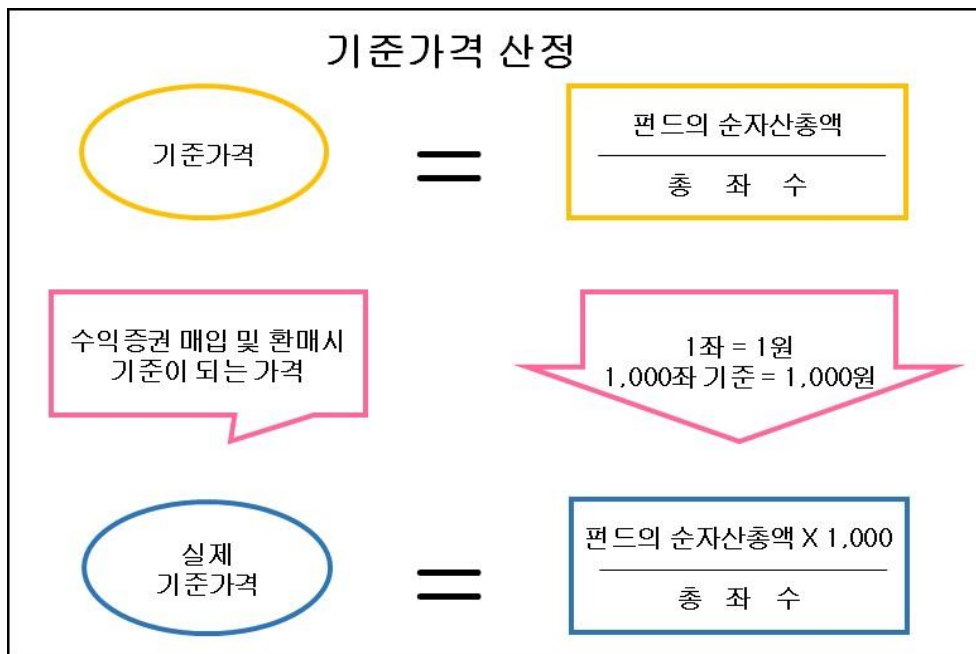 기준가격 산정
기준가격
=
펀드의 순자산총액
총 좌 수
수익증권 매입 및 환매시
기준이 되는 가격
1좌 = 1원
1,000좌 기준 = 1,000원
실제
기준가격
=
펀드의 순자산총액 X 1,000
총 좌 수